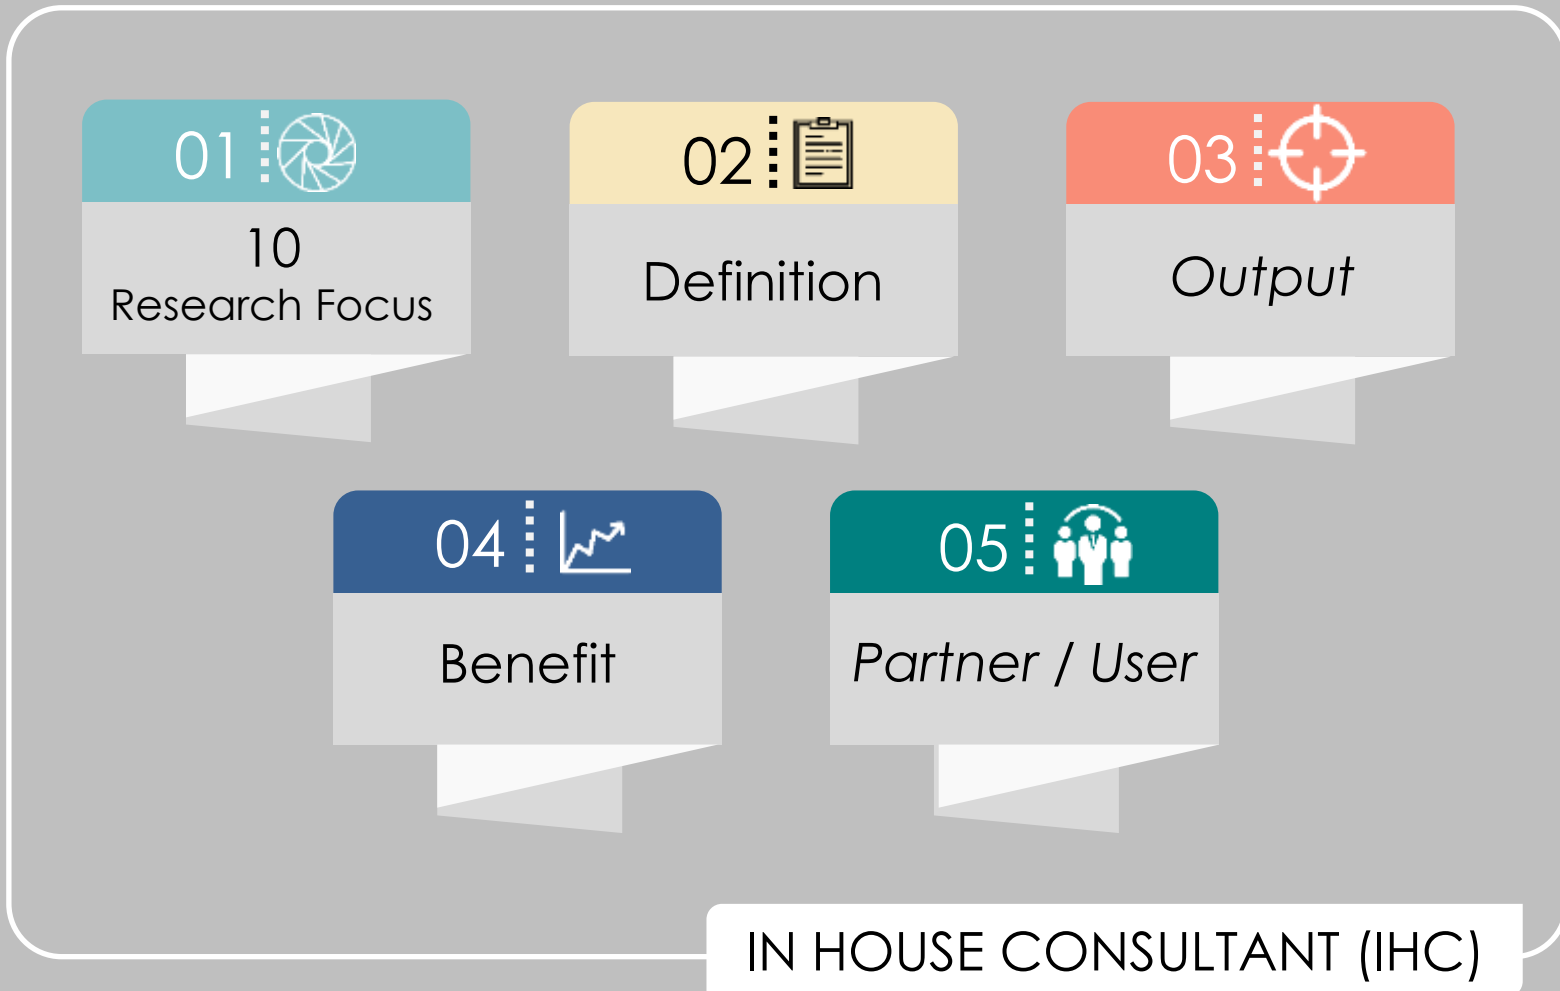 01
10
Research Focus
02
Definition
03
Output
04
Benefit
05
Partner / User
IN HOUSE CONSULTANT (IHC)